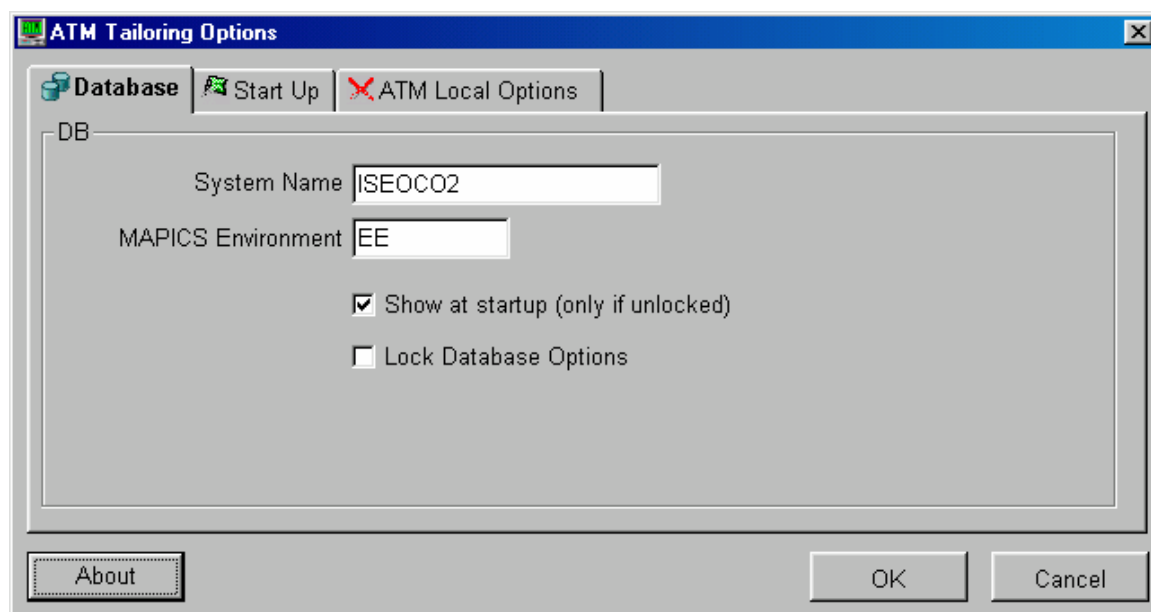 ATM Tailoring Options
Database Start Up ATM Local Options
DB
System Name ISEOCO2
MAPICS Environment EE
Show at startup (only if unlocked)
Lock Database Options
About OK Cancel